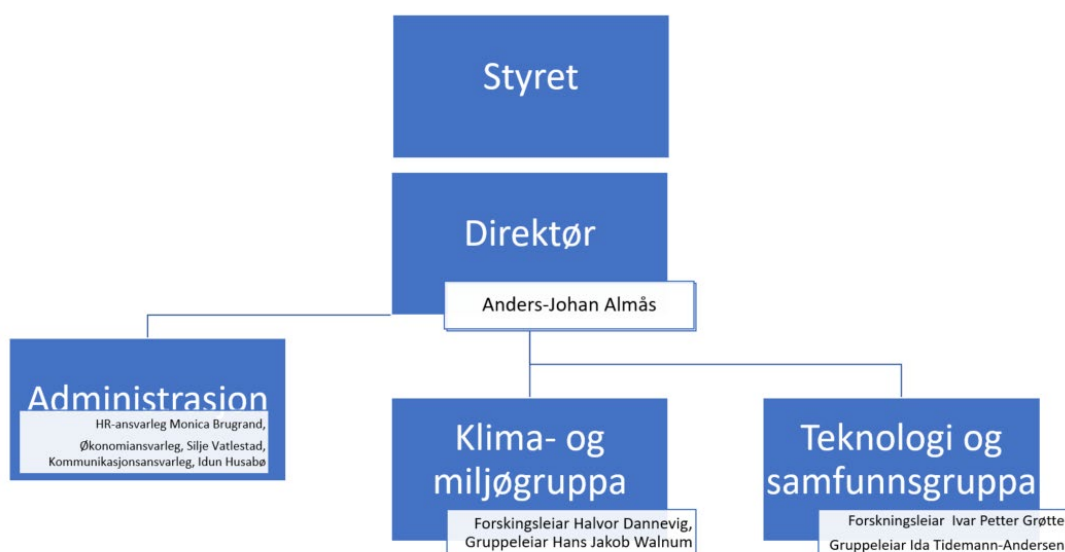 Styret
Direktør
Anders-Johan Almås
Administrasjon
HR-ansvarleg Monica Brugrand,
Økonomiansvarleg, Silje Vatlestad,
Kommunikasjonsansvarleg, Idun Husabø
Klima- og
miljøgruppa
Forskingsleiar Halvor Dannevig,
Gruppeleiar Hans Jakob Walnum
Teknologi og
samfunnsgruppa
Forskningsleiar Ivar Petter Grøtte
Gruppeleiar Ida Tidemann-Andersen